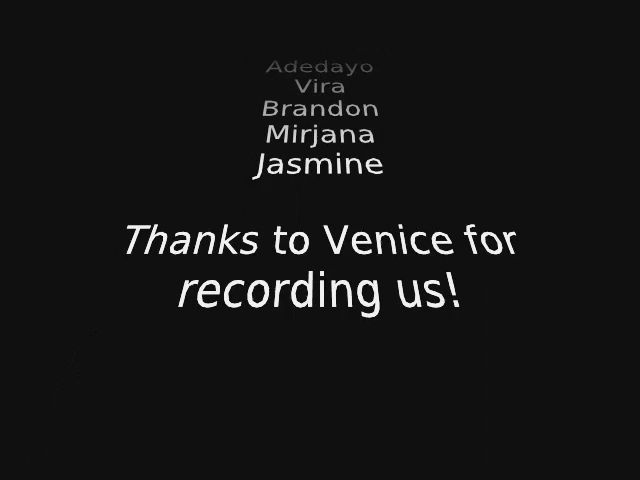 Adedayo
Vira
Brandon
Mirjana
Jasmine
Thanks to Venice for
recording us!